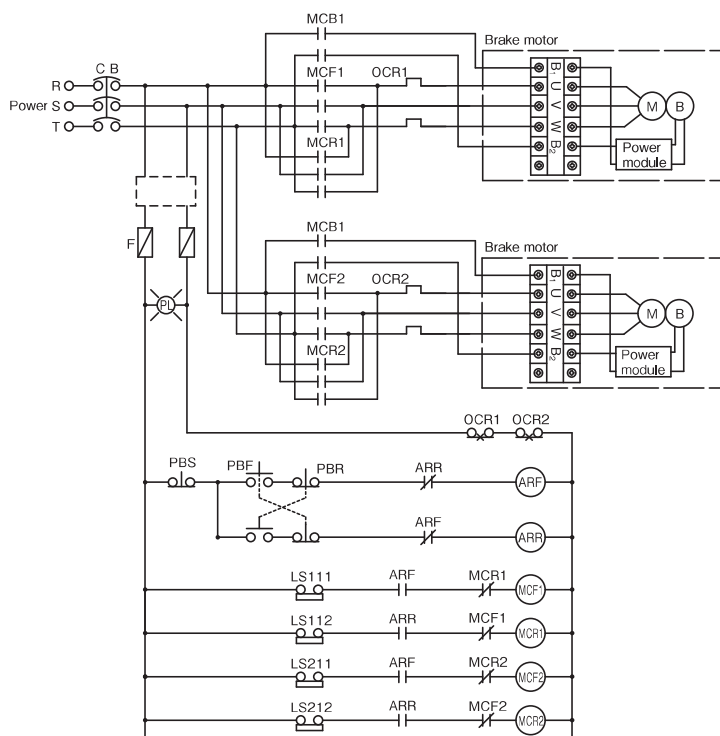 MCB1
Brake motor
C B
MCF1 OCR1
R
Power S
T
B1 U V W B2
M B
MCR1
Power
module
F
MCB1
Brake motor
MCF2 OCR2
B1 U V W B2
M B
PL
MCR2
Power
module
OCR1 OCR2
PBS PBF PBR ARR
ARF
ARF
ARR
LS111 ARF MCR1
MCF1
LS112 ARR MCF1
MCR1
LS211 ARF MCR2
MCF2
LS212 ARR MCF2
MCR2